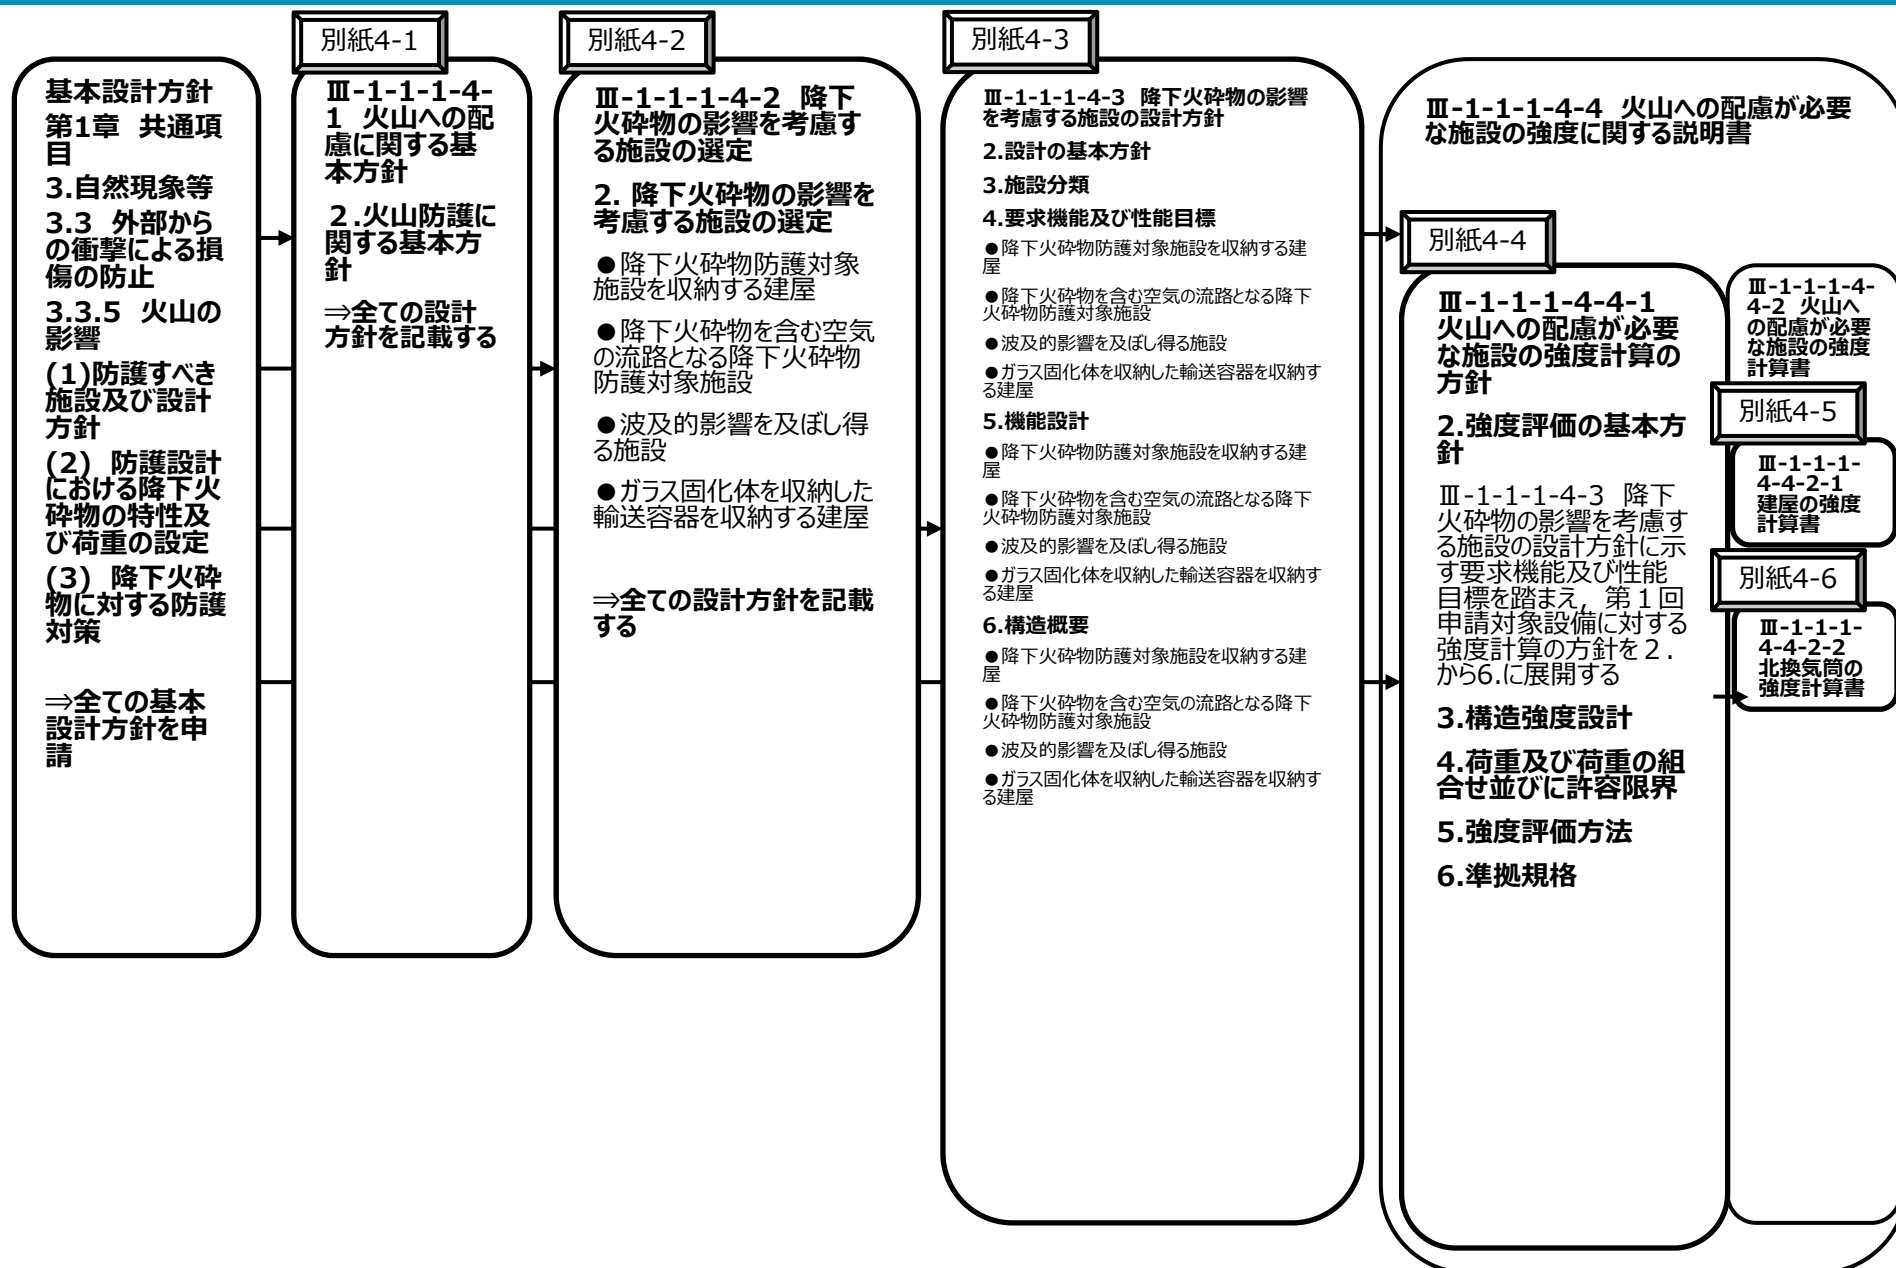 基本設計方針
第1章 共通項
目
3.自然現象等
3.3 外部から
の衝撃による損
傷の防止
3.3.5 火山の
影響
(1)防護すべき
施設及び設計
方針
(2) 防護設計
における降下火
砕物の特性及
び荷重の設定
(3) 降下火砕
物に対する防護
対策
⇒全ての基本
設計方針を申
請
別紙4-1
Ⅲ-1-1-1-4-
1 火山への配
慮に関する基
本方針
２.火山防護に
関する基本方
針
⇒全ての設計
方針を記載する
別紙4-2
Ⅲ-1-1-1-4-2 降下
火砕物の影響を考慮す
る施設の選定
2. 降下火砕物の影響を
考慮する施設の選定
●降下火砕物防護対象
施設を収納する建屋
●降下火砕物を含む空気
の流路となる降下火砕物
防護対象施設
●波及的影響を及ぼし得
る施設
●ガラス固化体を収納した
輸送容器を収納する建屋
⇒全ての設計方針を記載
する
別紙4-3
Ⅲ-1-1-1-4-3 降下火砕物の影響
を考慮する施設の設計方針
2.設計の基本方針
3.施設分類
4.要求機能及び性能目標
●降下火砕物防護対象施設を収納する建
屋
●降下火砕物を含む空気の流路となる降下
火砕物防護対象施設
●波及的影響を及ぼし得る施設
●ガラス固化体を収納した輸送容器を収納す
る建屋
5.機能設計
●降下火砕物防護対象施設を収納する建
屋
●降下火砕物を含む空気の流路となる降下
火砕物防護対象施設
●波及的影響を及ぼし得る施設
●ガラス固化体を収納した輸送容器を収納す
る建屋
6.構造概要
●降下火砕物防護対象施設を収納する建
屋
●降下火砕物を含む空気の流路となる降下
火砕物防護対象施設
●波及的影響を及ぼし得る施設
●ガラス固化体を収納した輸送容器を収納す
る建屋
Ⅲ-1-1-1-4-4 火山への配慮が必要
な施設の強度に関する説明書
別紙4-4
Ⅲ-1-1-1-4-4-1
火山への配慮が必要
な施設の強度計算の
方針
2.強度評価の基本方
針
Ⅲ-1-1-1-4-3 降下
火砕物の影響を考慮す
る施設の設計方針に示
す要求機能及び性能
目標を踏まえ，第１回
申請対象設備に対する
強度計算の方針を２.
から6.に展開する
3.構造強度設計
4.荷重及び荷重の組
合せ並びに許容限界
5.強度評価方法
6.準拠規格
Ⅲ-1-1-1-4-
4-2 火山へ
の配慮が必要
な施設の強度
計算書
別紙4-5
Ⅲ-1-1-1-
4-4-2-1
建屋の強度
計算書
別紙4-6
Ⅲ-1-1-1-
4-4-2-2
北換気筒の
強度計算書